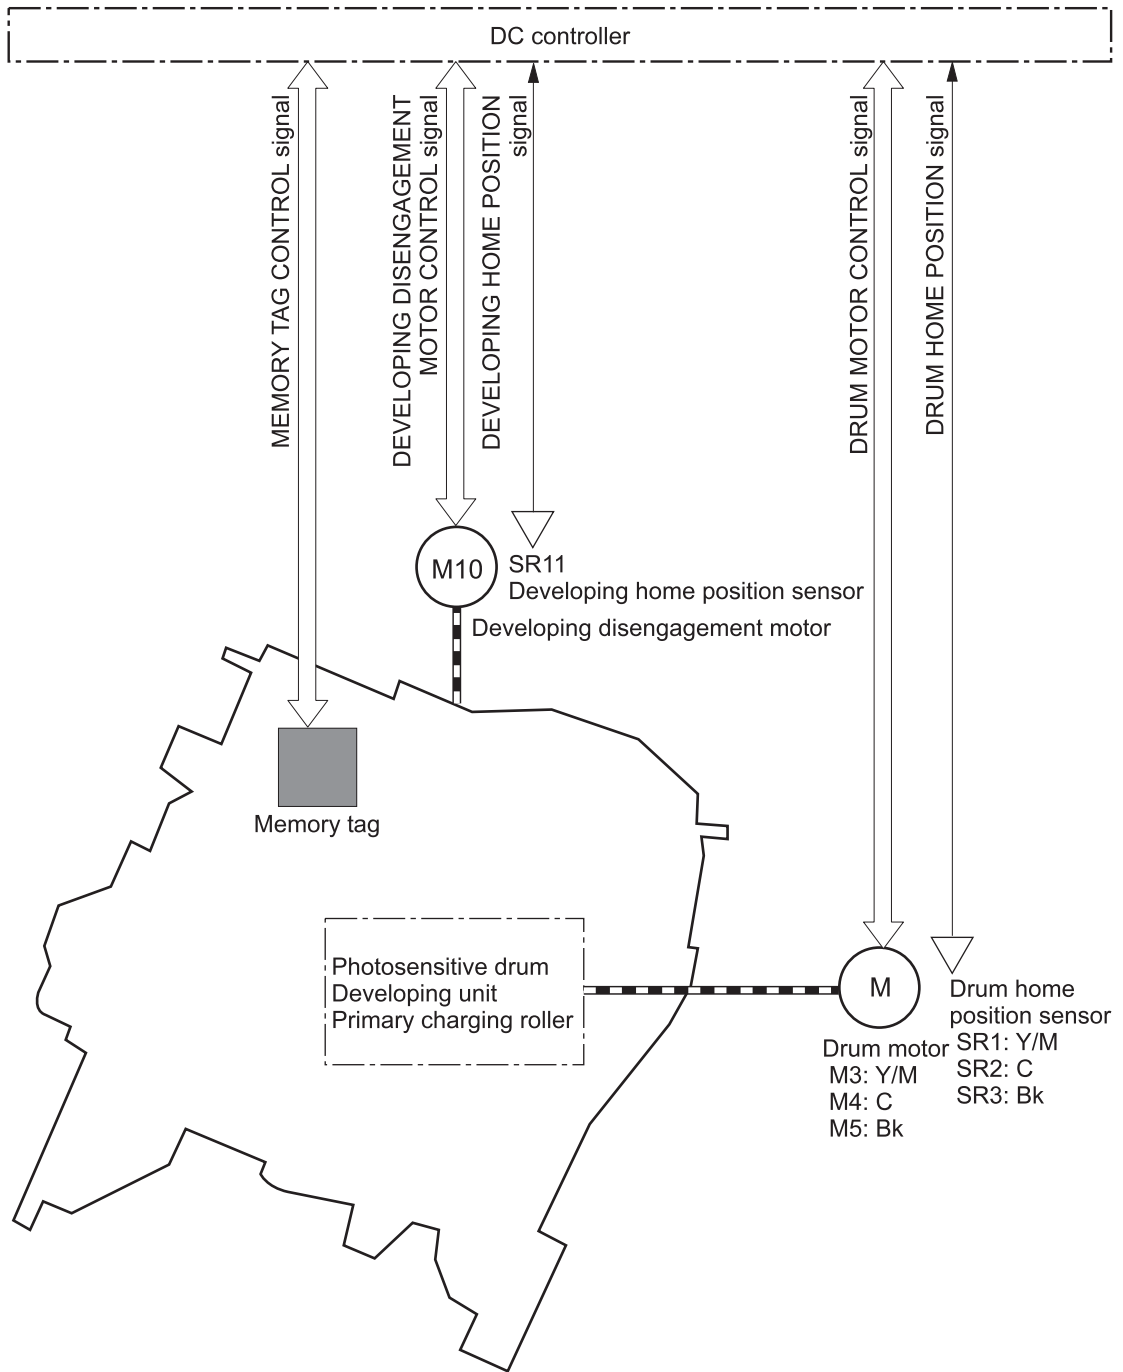 DC controller
MEMORY TAG CONTROL signal
DEVELOPING DISENGAGEMENT
MOTOR CONTROL signal
DEVELOPING HOME POSITION
signal
DRUM MOTOR CONTROL signal
DRUM HOME POSITION signal
M10
SR11
Developing home position sensor
Developing disengagement motor
Memory tag
Photosensitive drum
Developing unit
Primary charging roller
M
Drum motor
M3: Y/M
M4: C
M5: Bk
Drum home
position sensor
SR1: Y/M
SR2: C
SR3: Bk